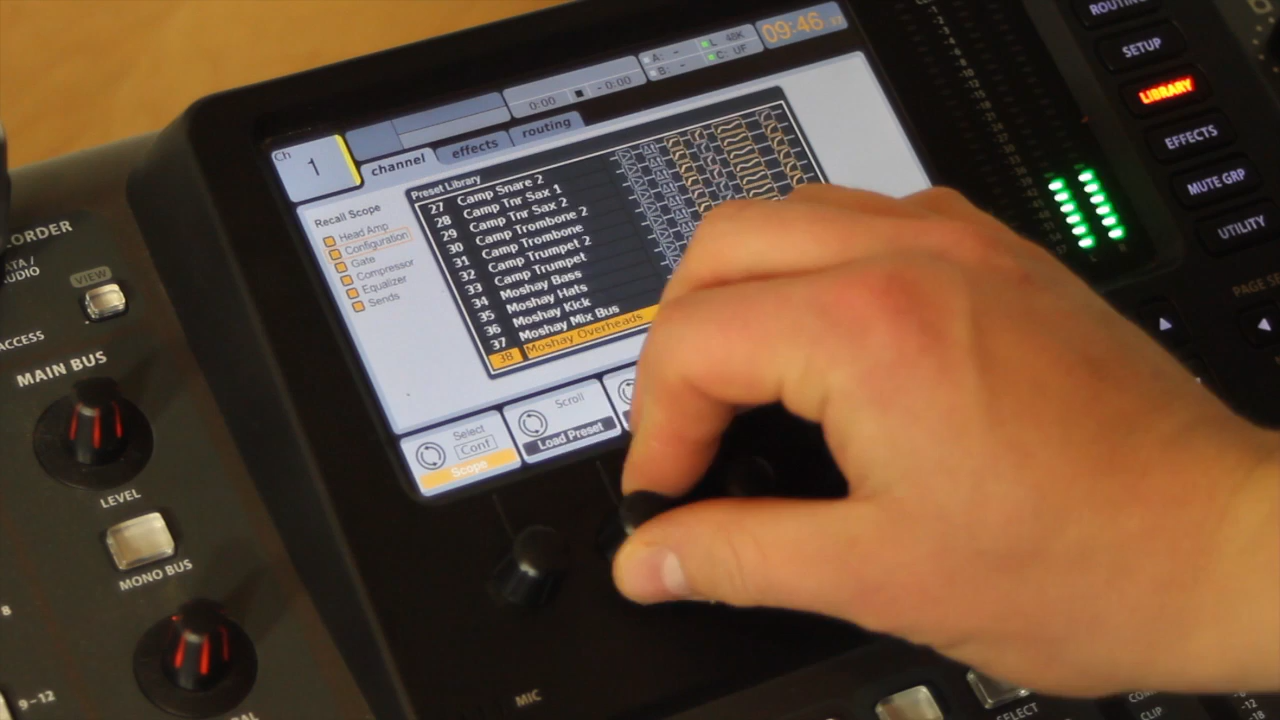 09:46 37
A: -
L 48K
B: -
C: UF
0:00
- 0:00
Ch
1
channel
effects
routing
Recall Scope
Head Amp
Configuration
Gate
Compressor
Equalizer
Sends
Preset Library
27 Camp Snare 2
28 Camp Tnr Sax 1
29 Camp Tnr Sax 2
30 Camp Trombone 2
31 Camp Trombone
32 Camp Trumpet 2
33 Camp Trumpet
34 Moshay Bass
35 Moshay Hats
36 Moshay Kick
37 Moshay Mix Bus
38 Moshay Overheads
Select
Conf
Scope
Scroll
Load Preset
SETUP
LIBRARY
EFFECTS
MUTE GRP
UTILITY
VIEW
ACCESS
MAIN BUS
LEVEL
MONO BUS
9-12
MIC
SELECT
CLIP